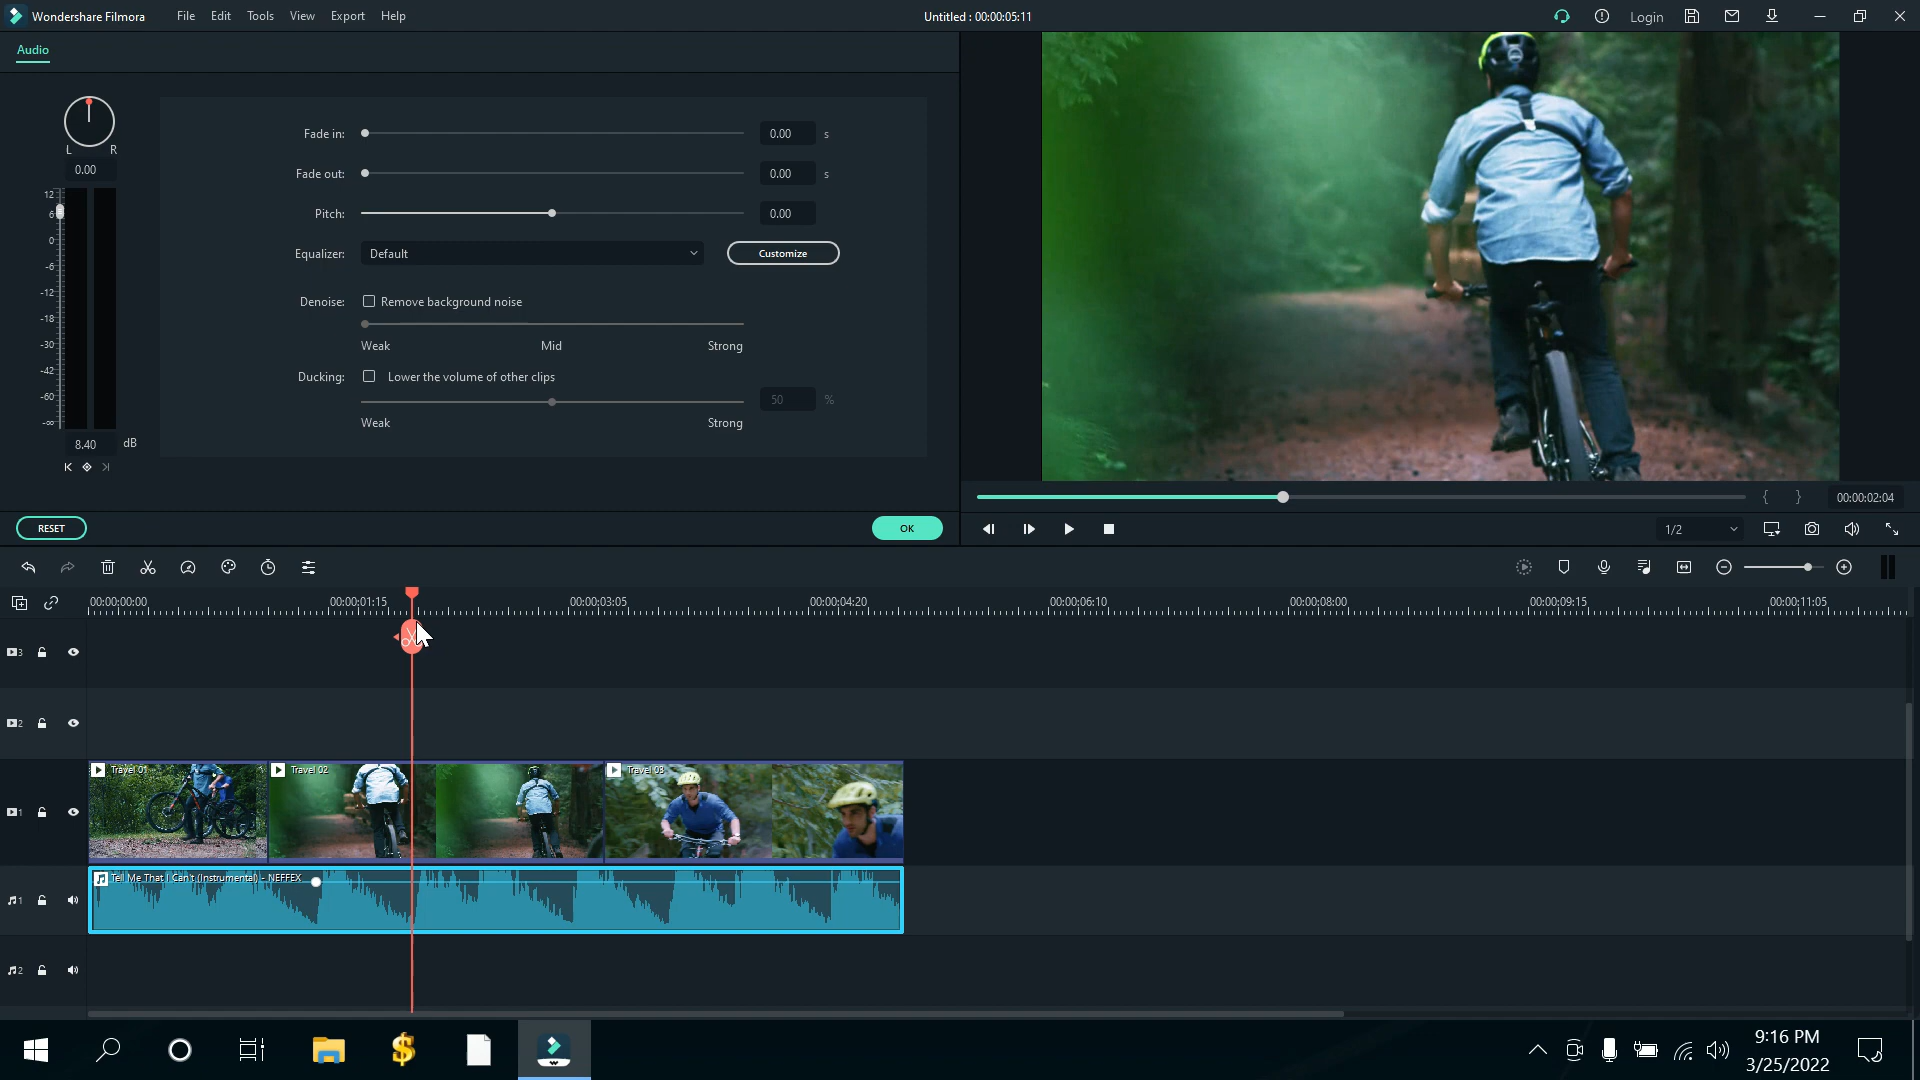 Wondershare Filmora File Edit Tools View Export Help Untitled : 00:00:05:11 Login
Audio
L R
0.00
12
6
0
-6
-12
-18
-30
-42
-60
-∞
8.40 dB
Fade in: 0.00 s
Fade out: 0.00 s
Pitch: 0.00
Equalizer: Default Customize
Denoise: Remove background noise
Weak Mid Strong
Ducking: Lower the volume of other clips
50 %
Weak Strong
RESET OK
{ } 00:00:02:04
1/2
00:00:00:00 00:00:01:15 00:00:03:05 00:00:04:20 00:00:06:10 00:00:08:00 00:00:09:15 00:00:11:05
3
2
1 Travel 01 Travel 02 Travel 03
1 Tell Me That I Can't (Instrumental) - NEFFEX
2
9:16 PM
3/25/2022